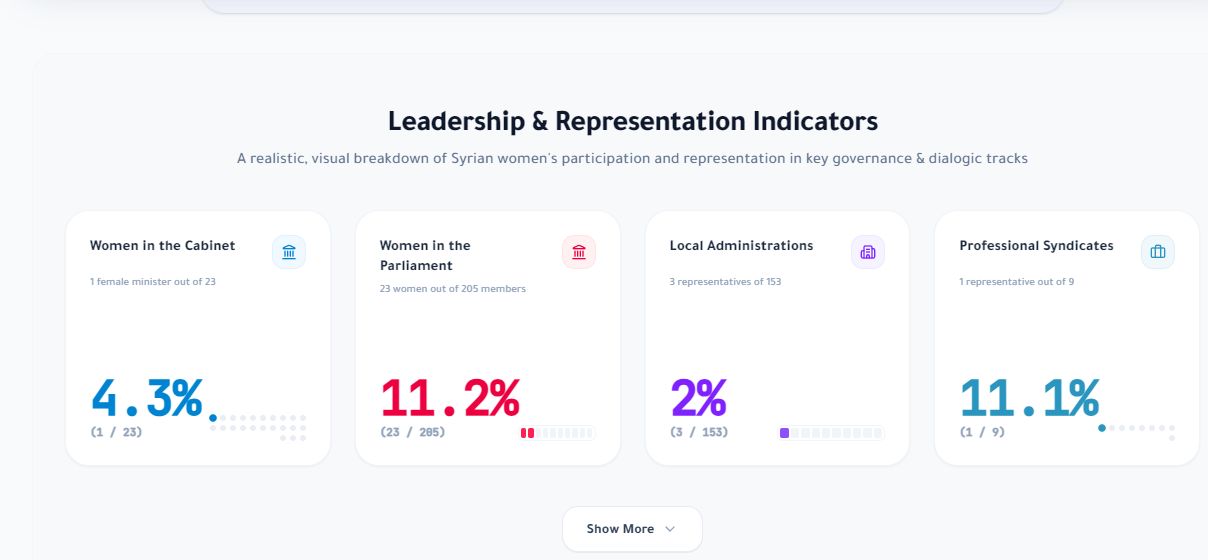 Leadership & Representation Indicators
A realistic, visual breakdown of Syrian women's participation and representation in key governance & dialogic tracks
Women in the Cabinet
1 female minister out of 23
4.3%
(1 / 23)
Women in the
Parliament
23 women out of 205 members
11.2%
(23 / 205)
Local Administrations
3 representatives of 153
2%
(3 / 153)
Professional Syndicates
1 representative out of 9
11.1%
(1 / 9)
Show More